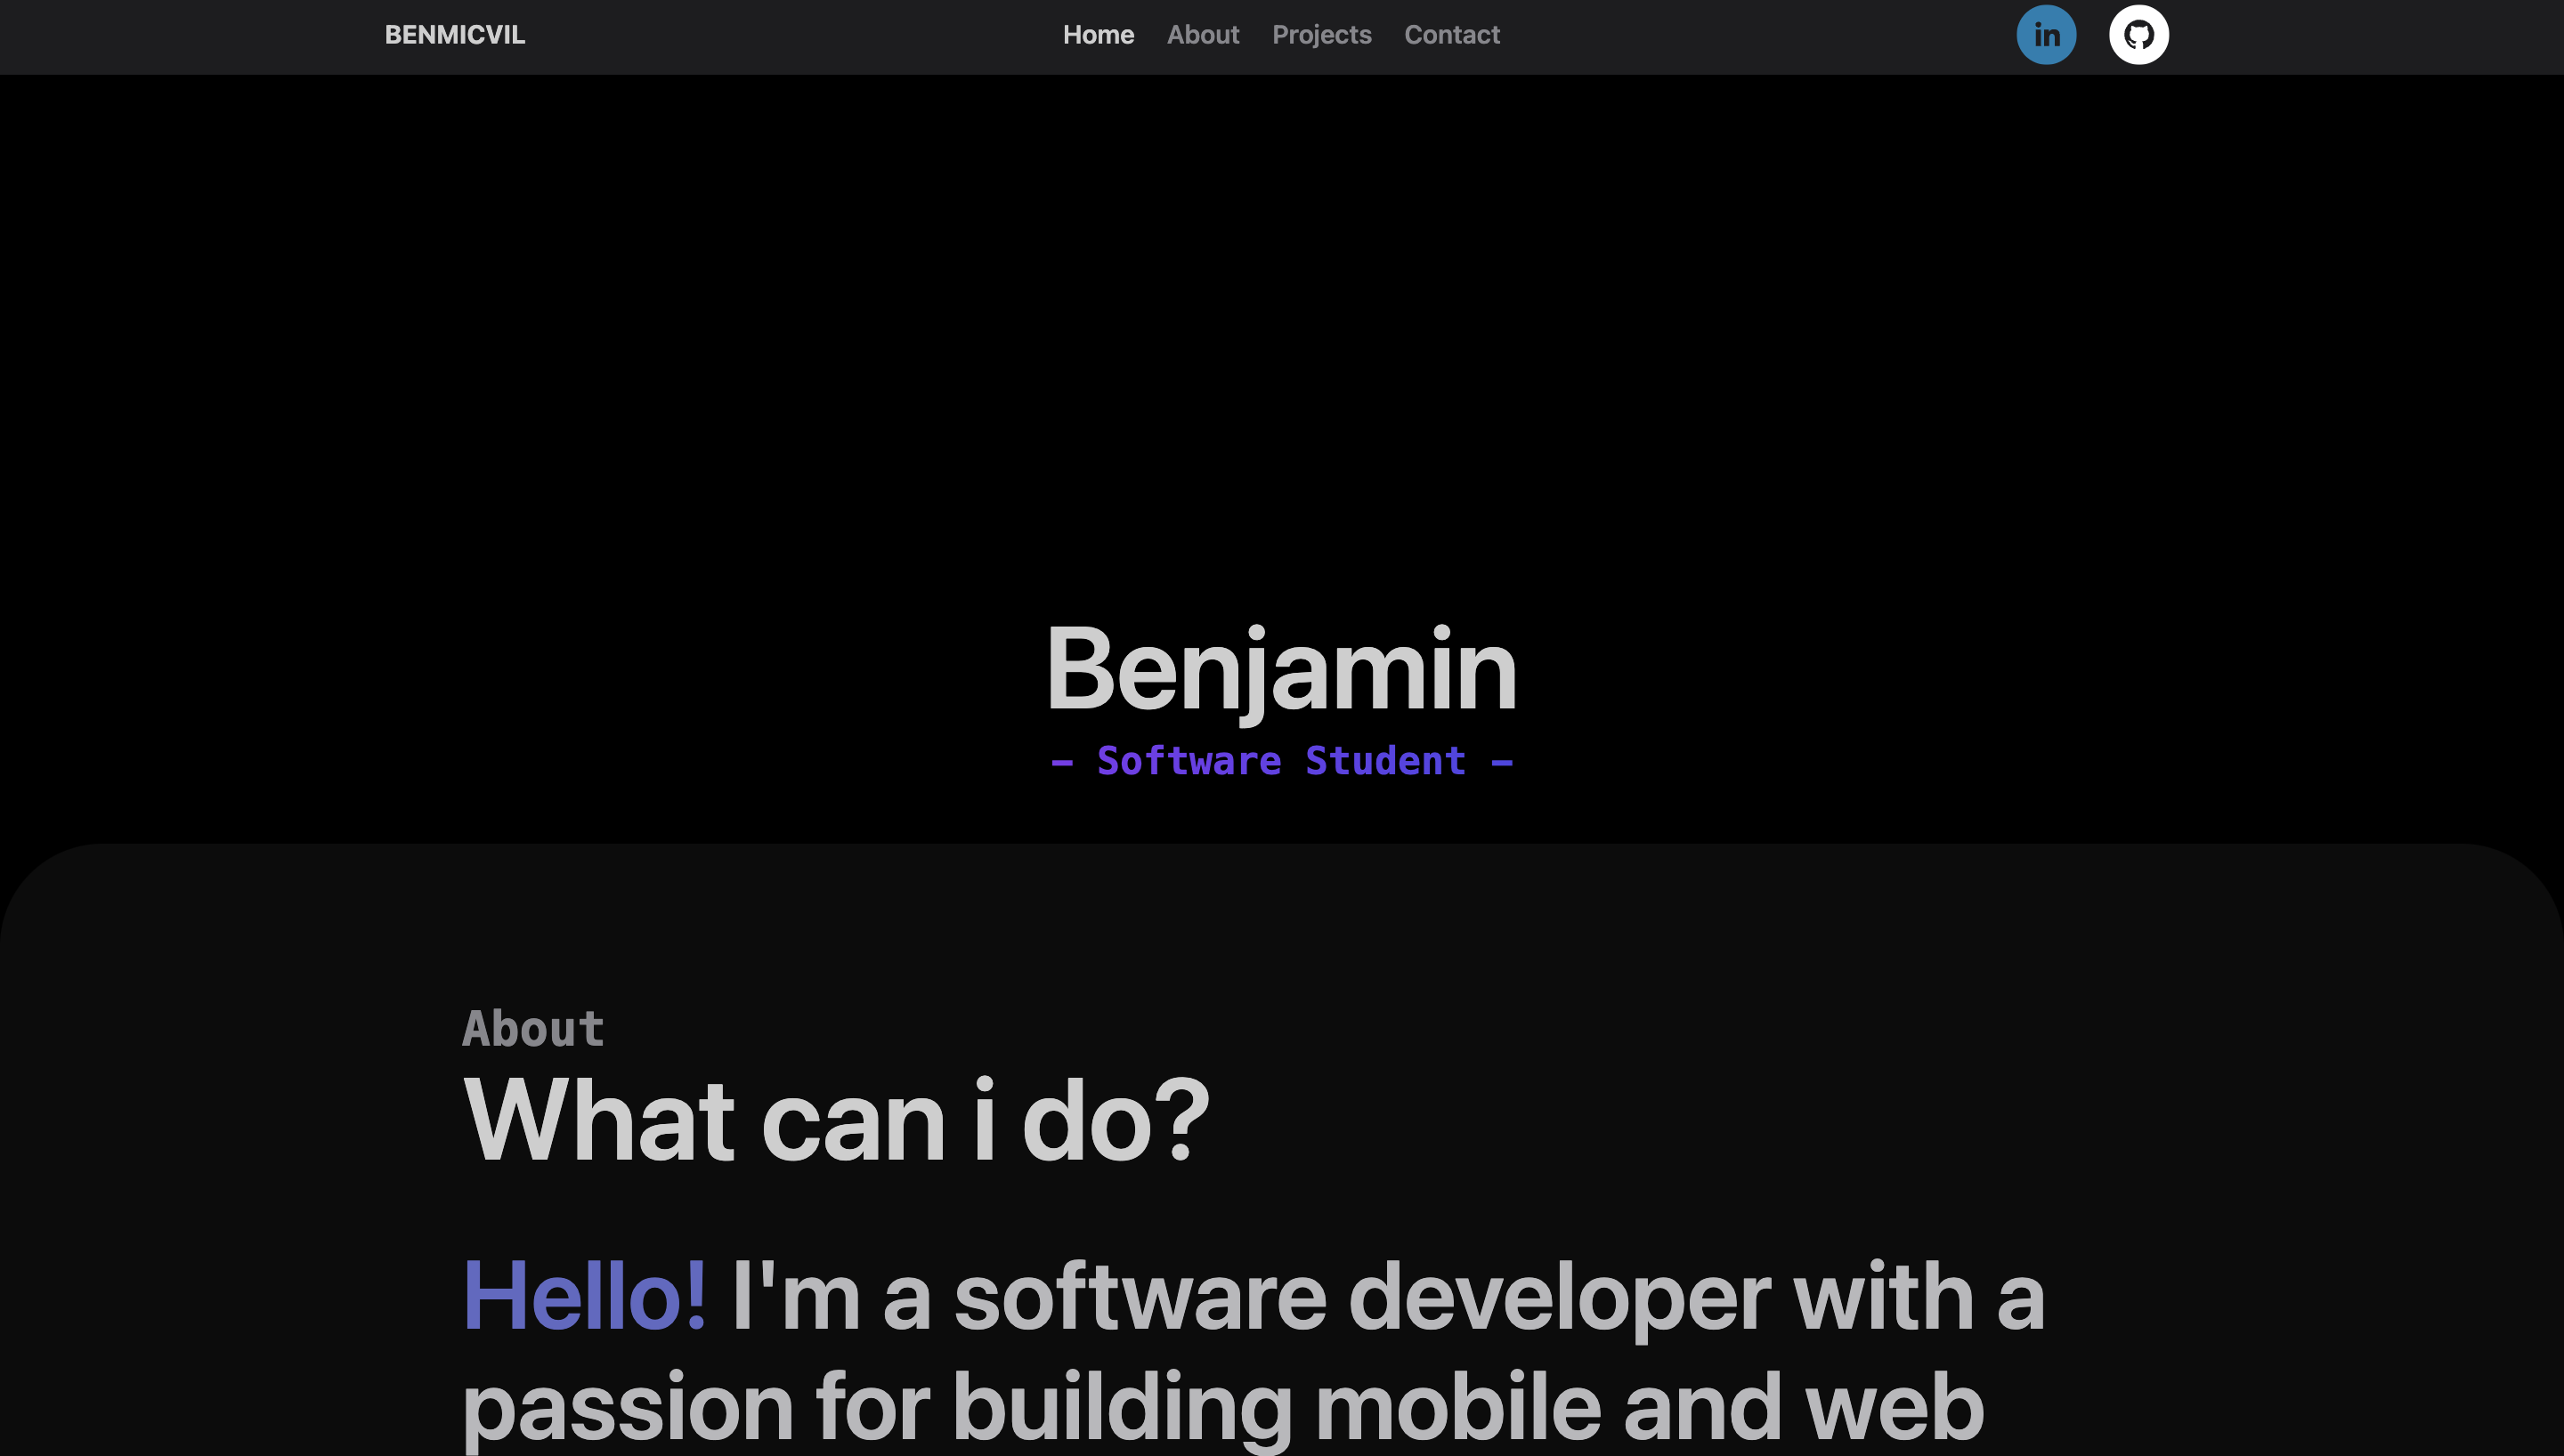 BENMICVIL
Home About Projects Contact
in
Benjamin
- Software Student -
About
What can i do?
Hello! I'm a software developer with a
passion for building mobile and web